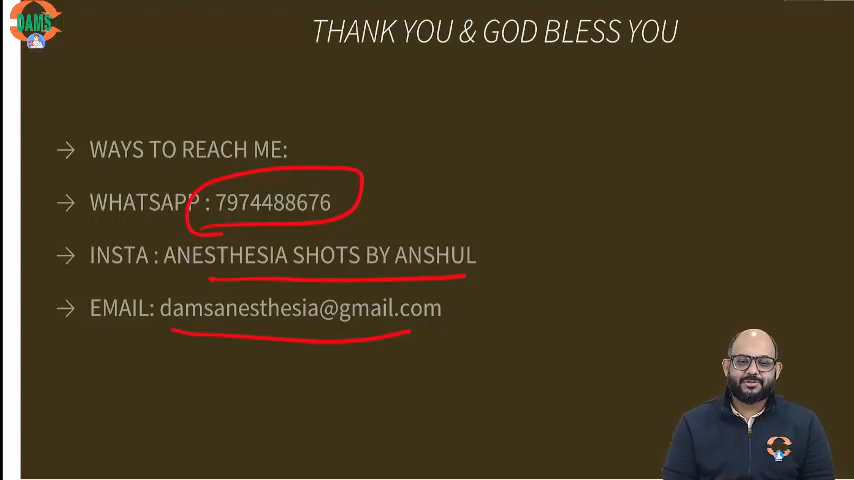 DAMS
THANK YOU & GOD BLESS YOU
→ WAYS TO REACH ME:
→ WHATSAPP : 7974488676
→ INSTA : ANESTHESIA SHOTS BY ANSHUL
→ EMAIL: damsanesthesia@gmail.com